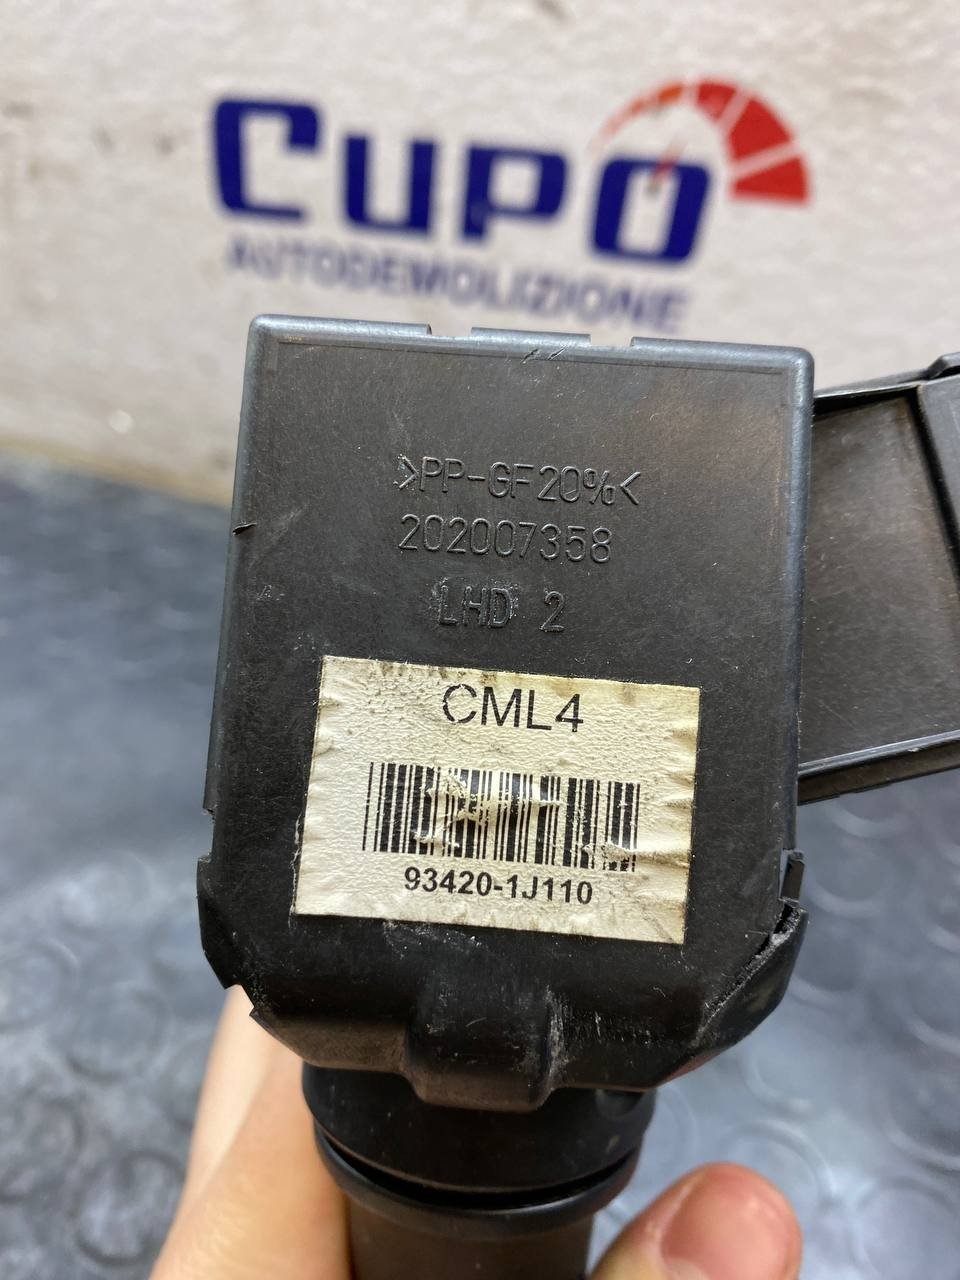 CUPO
AUTODEMOLIZIONE
>PP-GF20%<
202007358
LHD 2
CML4
93420-1J110